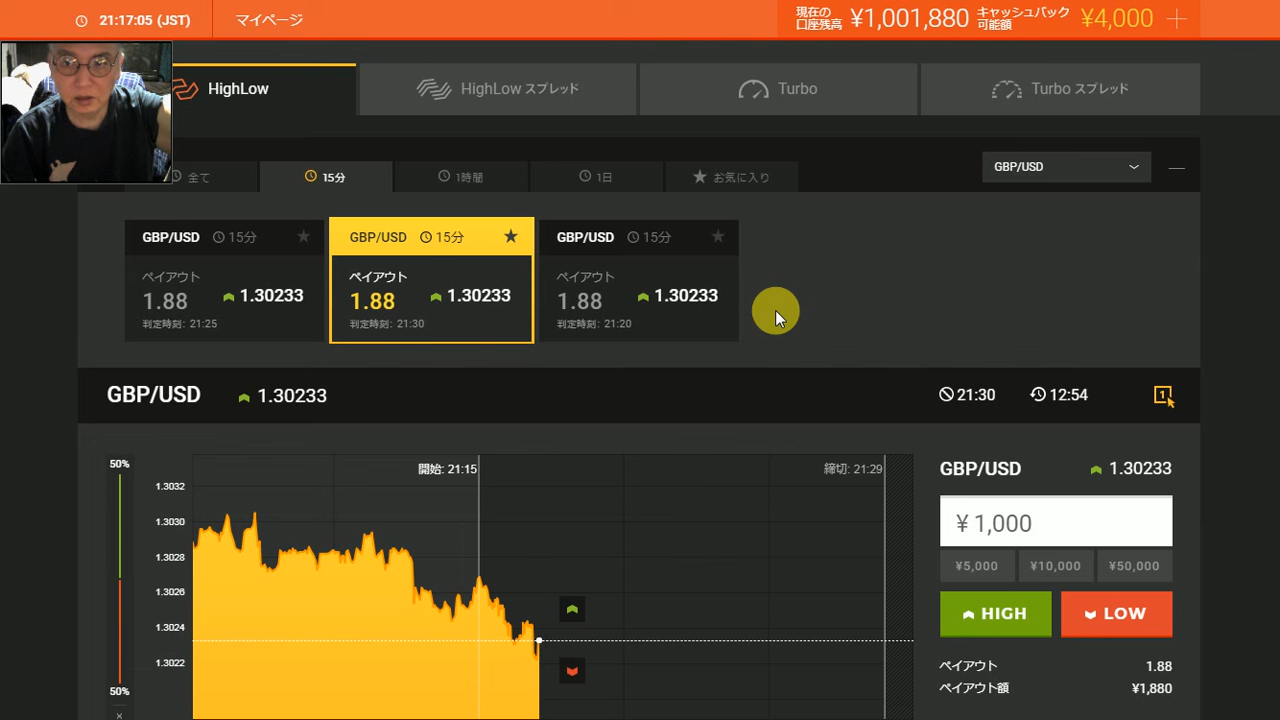 21:17:05 (JST)
マイページ
現在の
口座残高
¥1,001,880
キャッシュバック
可能額
¥4,000
HighLow
HighLow スプレッド
Turbo
Turbo スプレッド
全て
15分
1時間
1日
お気に入り
GBP/USD
GBP/USD 15分
ペイアウト
1.88 1.30233
判定時刻: 21:25
GBP/USD 15分
ペイアウト
1.88 1.30233
判定時刻: 21:30
GBP/USD 15分
ペイアウト
1.88 1.30233
判定時刻: 21:20
GBP/USD 1.30233
21:30
12:54
1
50%
50%
×
1.3032
1.3030
1.3028
1.3026
1.3024
1.3022
開始: 21:15
締切: 21:29
GBP/USD 1.30233
¥ 1,000
¥5,000
¥10,000
¥50,000
HIGH
LOW
ペイアウト 1.88
ペイアウト額 ¥1,880